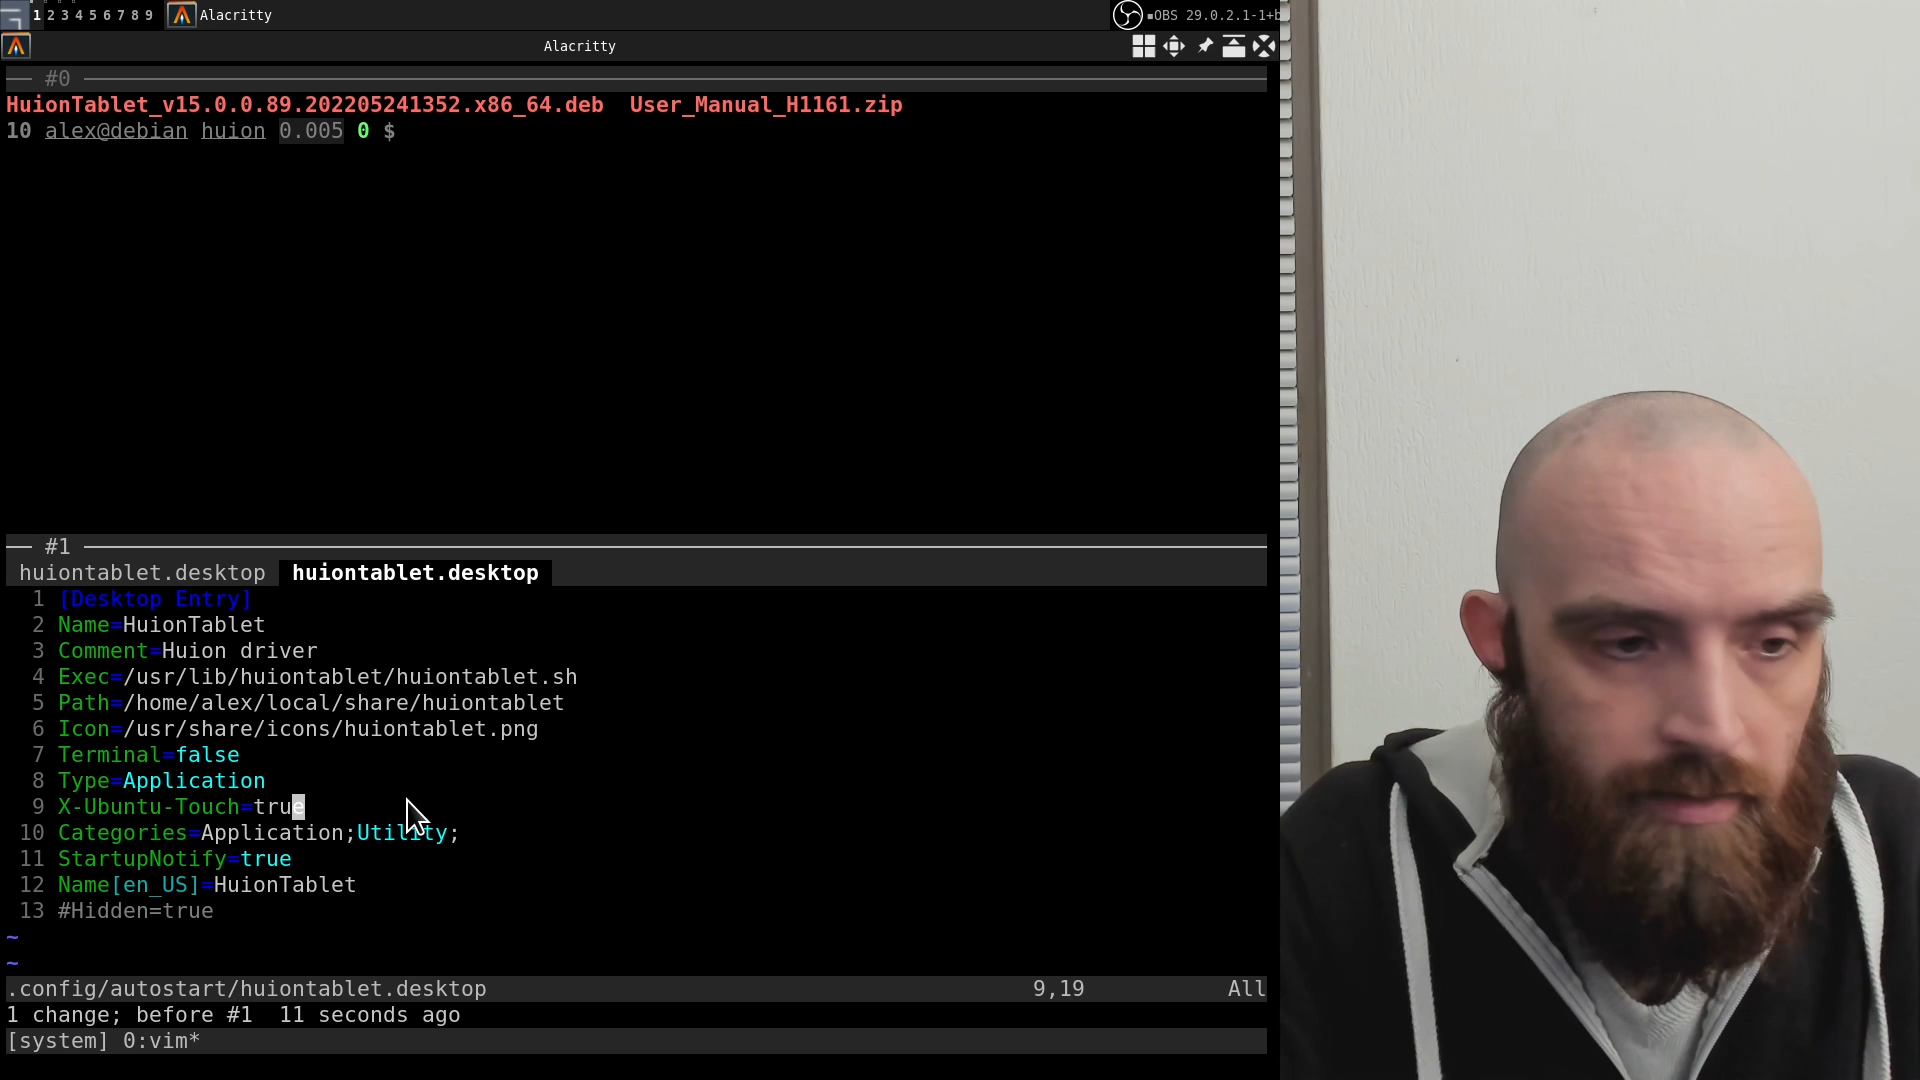 1 2 3 4 5 6 7 8 9 Alacritty
OBS 29.0.2.1-1+b
Alacritty
#0
HuionTablet_v15.0.0.89.202205241352.x86_64.deb User_Manual_H1161.zip
10 alex@debian huion 0.005 0 $
#1
huiontablet.desktop huiontablet.desktop
1 [Desktop Entry]
2 Name=HuionTablet
3 Comment=Huion driver
4 Exec=/usr/lib/huiontablet/huiontablet.sh
5 Path=/home/alex/local/share/huiontablet
6 Icon=/usr/share/icons/huiontablet.png
7 Terminal=false
8 Type=Application
9 X-Ubuntu-Touch=true
10 Categories=Application;Utility;
11 StartupNotify=true
12 Name[en_US]=HuionTablet
13 #Hidden=true
~
~
.config/autostart/huiontablet.desktop 9,19 All
1 change; before #1 11 seconds ago
[system] 0:vim*